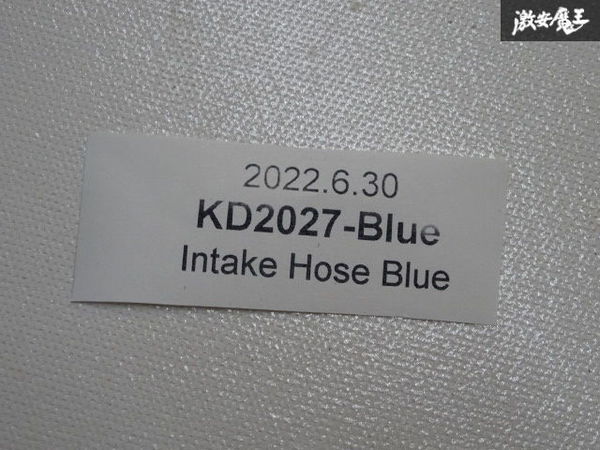 激安魔王
2022.6.30
KD2027-Blue
Intake Hose Blue